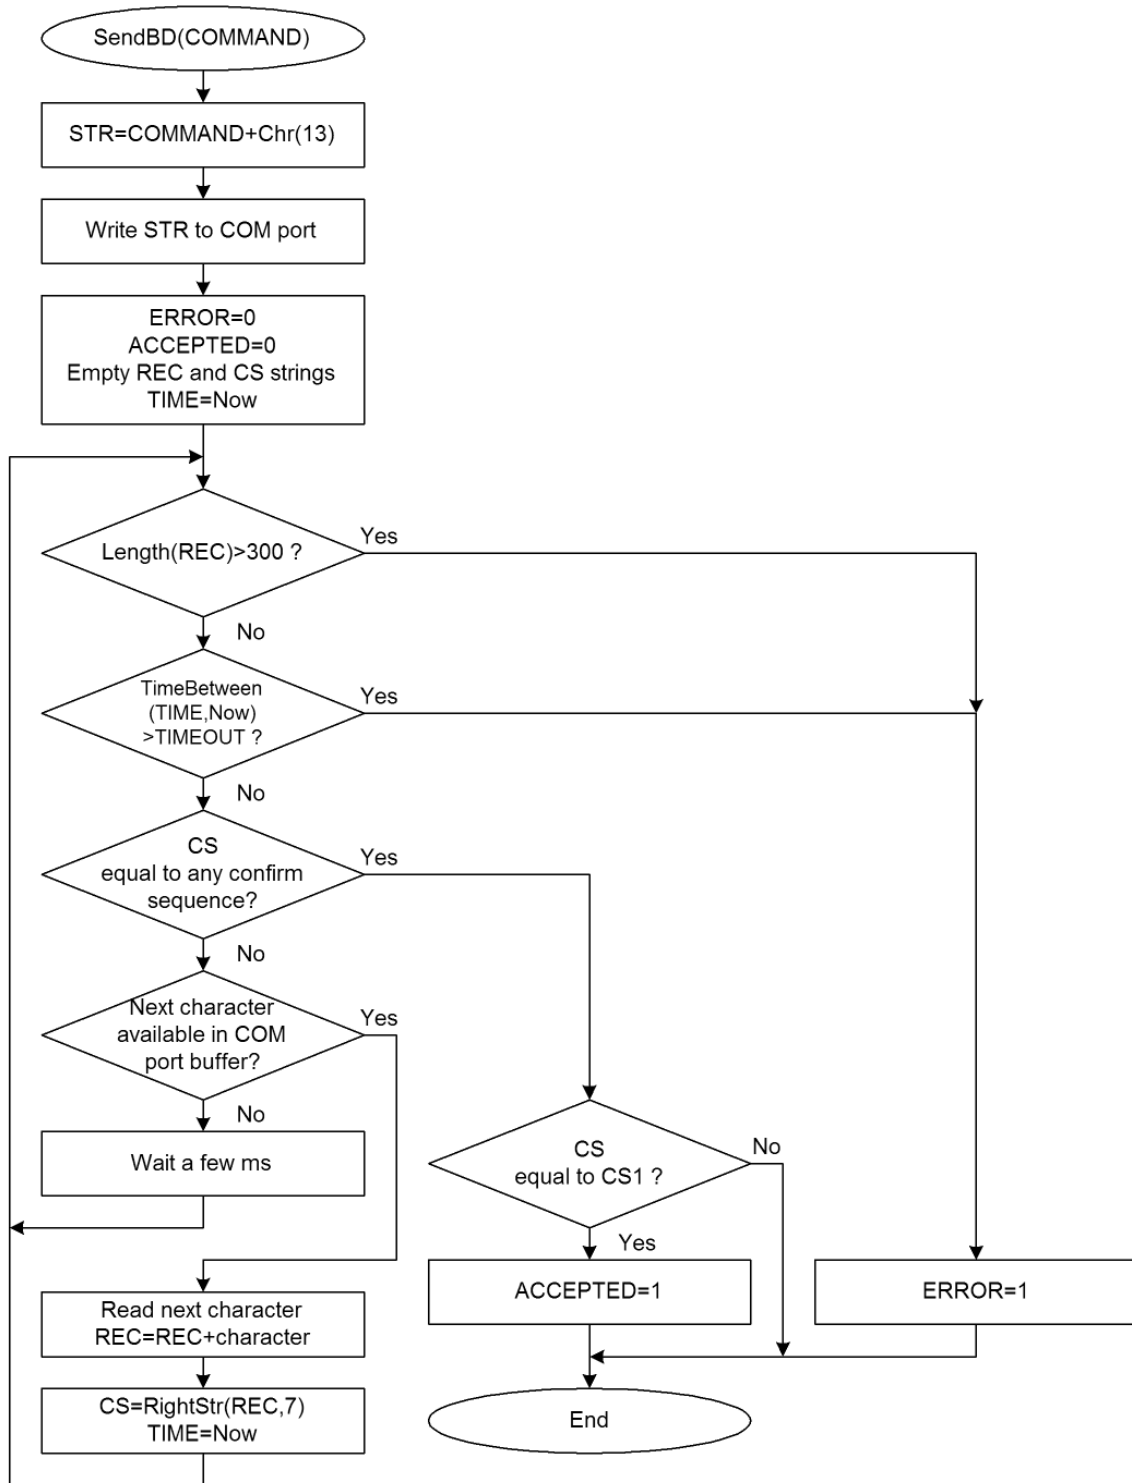 SendBD(COMMAND)
STR=COMMAND+Chr(13)
Write STR to COM port
ERROR=0
ACCEPTED=0
Empty REC and CS strings
TIME=Now
Yes
Length(REC)>300 ?
No
TimeBetween
(TIME,Now)
>TIMEOUT ?
Yes
No
CS
equal to any confirm
sequence?
Yes
No
Next character
available in COM
port buffer?
Yes
No
Wait a few ms
CS
equal to CS1 ?
No
Yes
Read next character
REC=REC+character
ACCEPTED=1
ERROR=1
CS=RightStr(REC,7)
TIME=Now
End